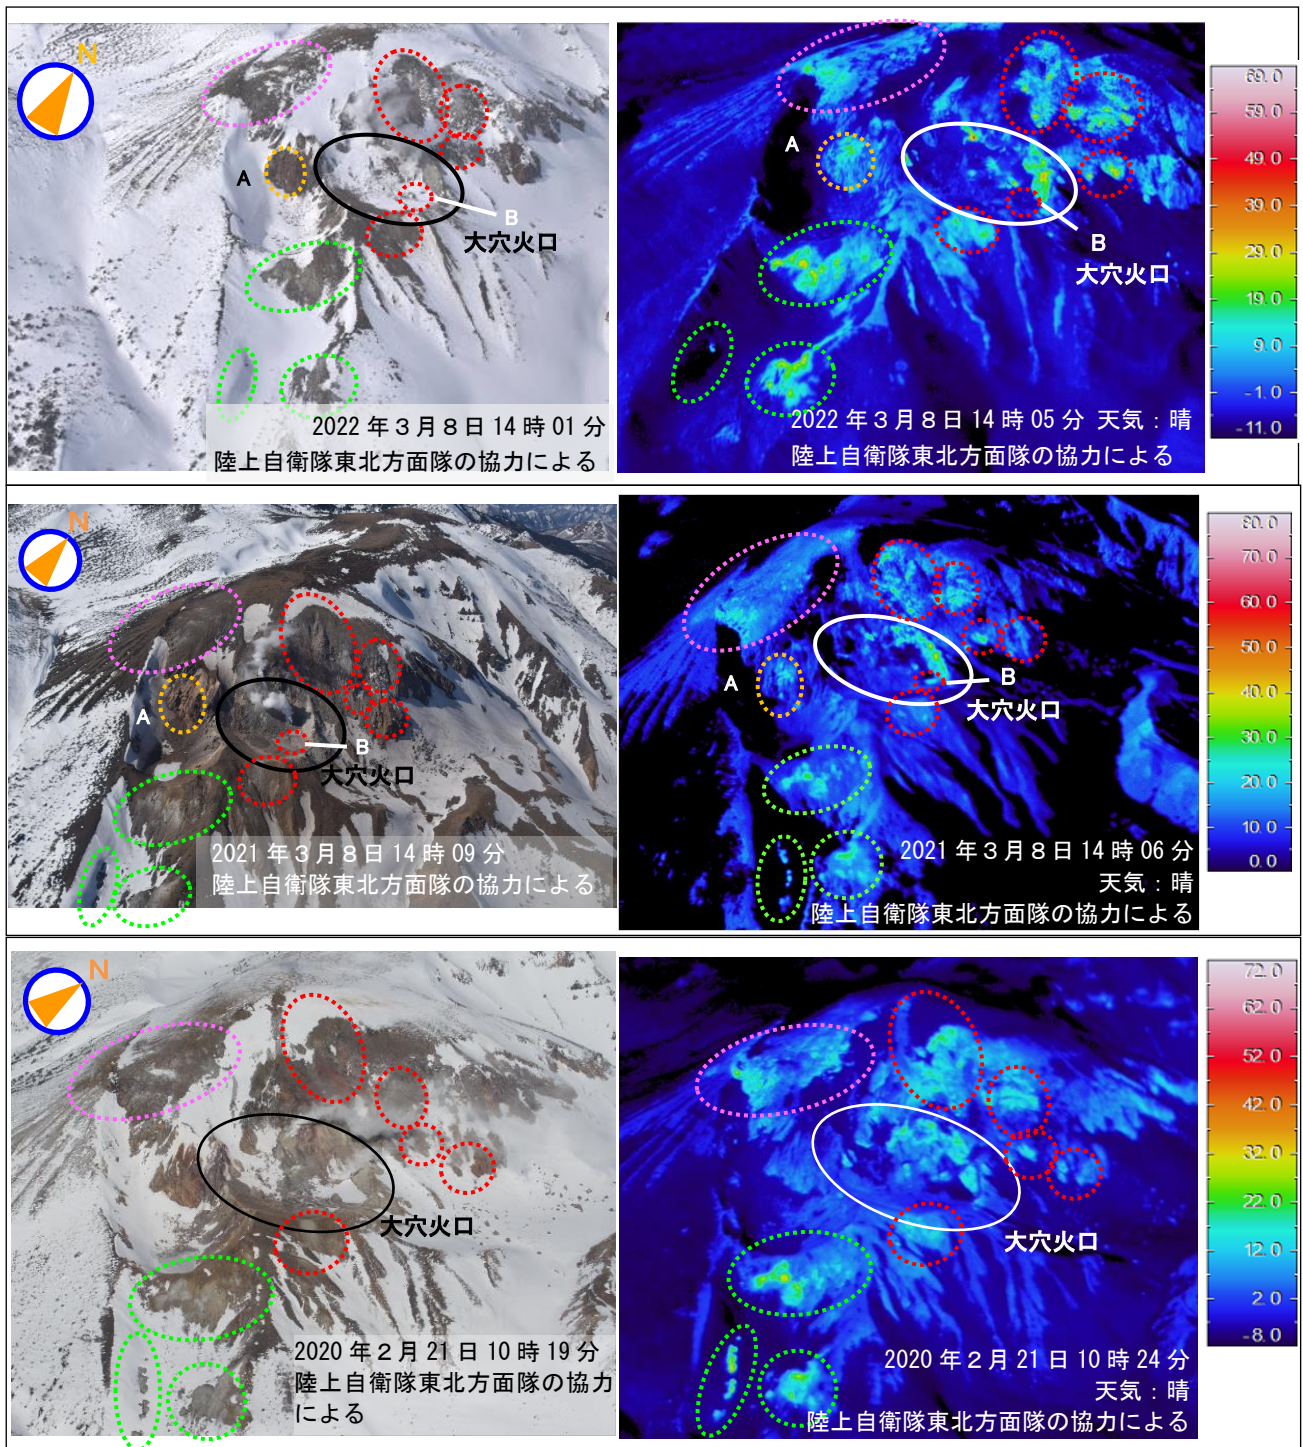 N
A
B
大穴火口
2022年3月8日14時01分
陸上自衛隊東北方面隊の協力による
A
B
大穴火口
2022年3月8日14時05分 天気：晴
陸上自衛隊東北方面隊の協力による
69.0
59.0
49.0
39.0
29.0
19.0
9.0
-1.0
-11.0
N
A
B
大穴火口
2021年3月8日14時09分
陸上自衛隊東北方面隊の協力による
A
B
大穴火口
2021年3月8日14時06分
天気：晴
陸上自衛隊東北方面隊の協力による
80.0
70.0
60.0
50.0
40.0
30.0
20.0
10.0
0.0
N
大穴火口
2020年2月21日10時19分
陸上自衛隊東北方面隊の協力
による
大穴火口
2020年2月21日10時24分
天気：晴
陸上自衛隊東北方面隊の協力による
72.0
62.0
52.0
42.0
32.0
22.0
12.0
2.0
-8.0